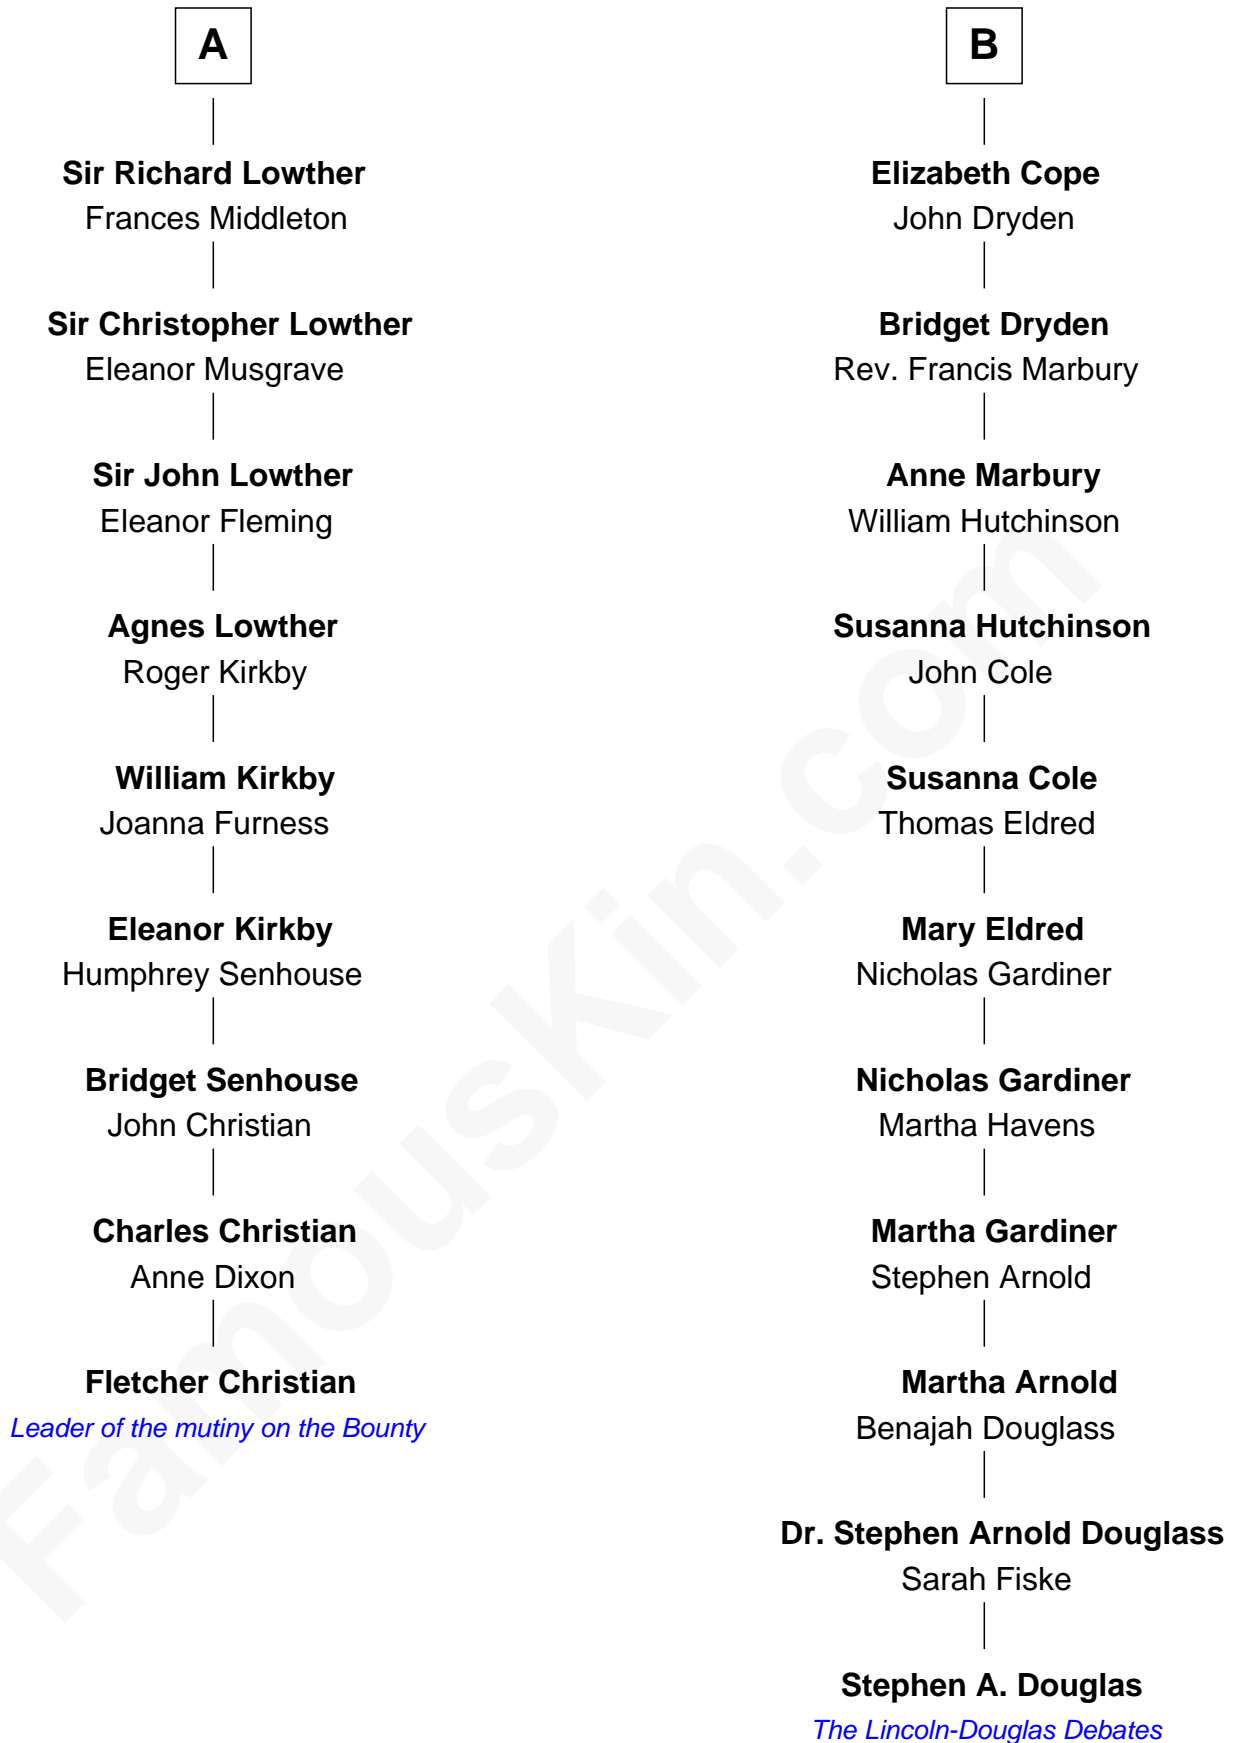 A
Sir Richard Lowther
Frances Middleton
Sir Christopher Lowther
Eleanor Musgrave
Sir John Lowther
Eleanor Fleming
Agnes Lowther
Roger Kirkby
William Kirkby
Joanna Furness
Eleanor Kirkby
Humphrey Senhouse
Bridget Senhouse
John Christian
Charles Christian
Anne Dixon
Fletcher Christian
Leader of the mutiny on the Bounty
B
Elizabeth Cope
John Dryden
Bridget Dryden
Rev. Francis Marbury
Anne Marbury
William Hutchinson
Susanna Hutchinson
John Cole
Susanna Cole
Thomas Eldred
Mary Eldred
Nicholas Gardiner
Nicholas Gardiner
Martha Havens
Martha Gardiner
Stephen Arnold
Martha Arnold
Benajah Douglass
Dr. Stephen Arnold Douglass
Sarah Fiske
Stephen A. Douglas
The Lincoln-Douglas Debates
FamousKin.com